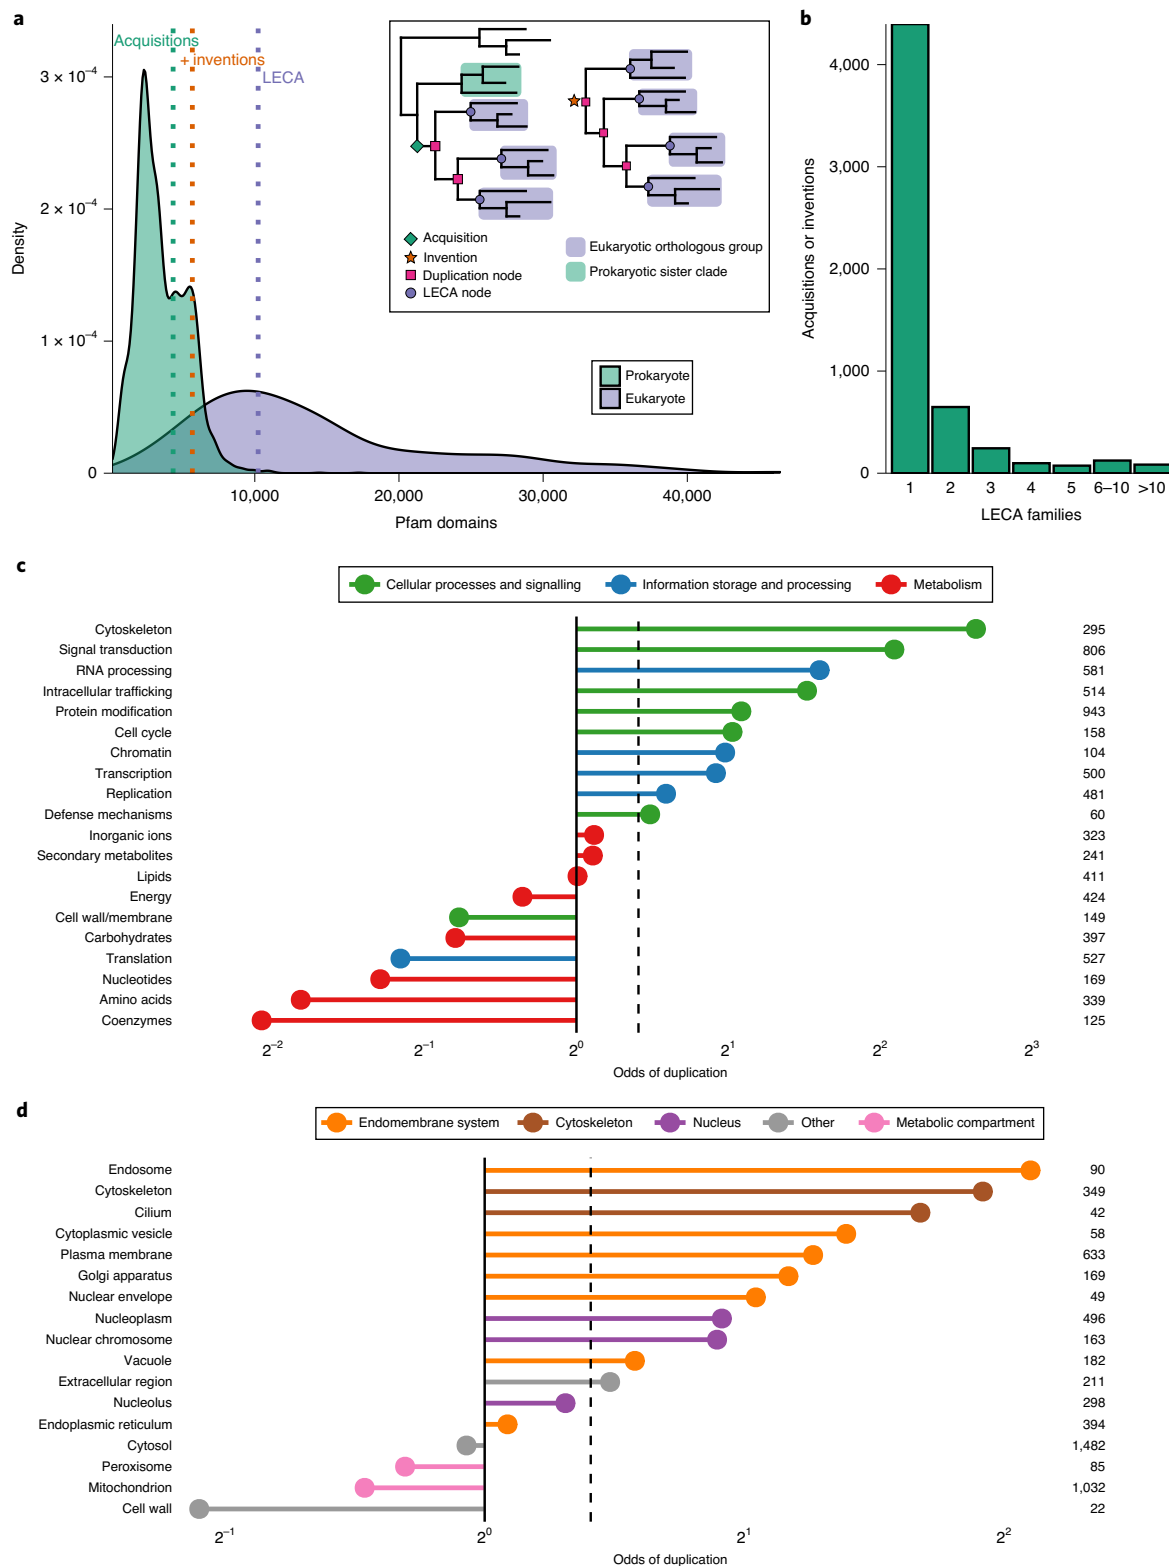 a
Acquisitions
+ inventions
LECA
3 × 10⁻⁴
2 × 10⁻⁴
1 × 10⁻⁴
0
Density
10,000
20,000
30,000
40,000
Pfam domains
Acquisition
Invention
Duplication node
LECA node
Eukaryotic orthologous group
Prokaryotic sister clade
Prokaryote
Eukaryote
b
4,000
3,000
2,000
1,000
0
Acquisitions or inventions
1 2 3 4 5 6–10 >10
LECA families
c
Cellular processes and signalling
Information storage and processing
Metabolism
Cytoskeleton 295
Signal transduction 806
RNA processing 581
Intracellular trafficking 514
Protein modification 943
Cell cycle 158
Chromatin 104
Transcription 500
Replication 481
Defense mechanisms 60
Inorganic ions 323
Secondary metabolites 241
Lipids 411
Energy 424
Cell wall/membrane 149
Carbohydrates 397
Translation 527
Nucleotides 169
Amino acids 339
Coenzymes 125
2⁻² 2⁻¹ 2⁰ 2¹ 2² 2³
Odds of duplication
d
Endomembrane system
Cytoskeleton
Nucleus
Other
Metabolic compartment
Endosome 90
Cytoskeleton 349
Cilium 42
Cytoplasmic vesicle 58
Plasma membrane 633
Golgi apparatus 169
Nuclear envelope 49
Nucleoplasm 496
Nuclear chromosome 163
Vacuole 182
Extracellular region 211
Nucleolus 298
Endoplasmic reticulum 394
Cytosol 1,482
Peroxisome 85
Mitochondrion 1,032
Cell wall 22
2⁻¹ 2⁰ 2¹ 2²
Odds of duplication